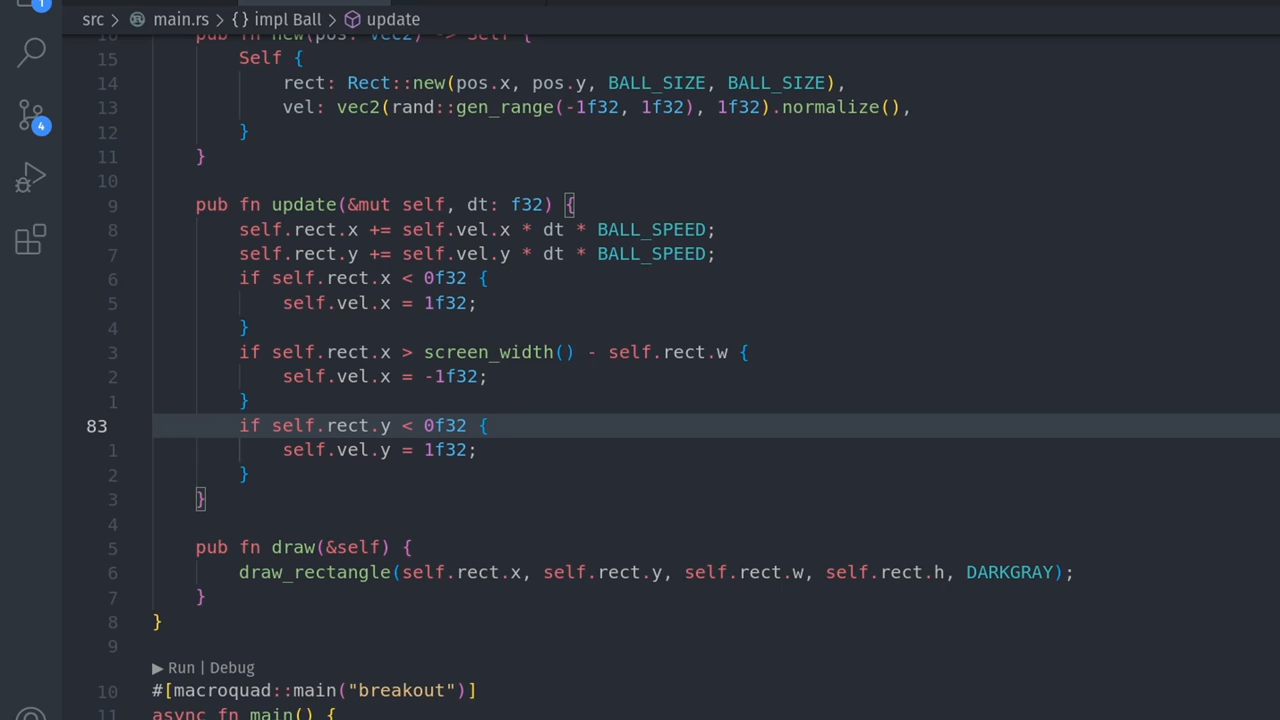 1
src > main.rs > {} impl Ball > update
16 pub fn new(pos: Vec2) -> Self {
15 Self {
14 rect: Rect::new(pos.x, pos.y, BALL_SIZE, BALL_SIZE),
13 vel: vec2(rand::gen_range(-1f32, 1f32), 1f32).normalize(),
12 }
11 }
10
9 pub fn update(&mut self, dt: f32) {
8 self.rect.x += self.vel.x * dt * BALL_SPEED;
7 self.rect.y += self.vel.y * dt * BALL_SPEED;
6 if self.rect.x < 0f32 {
5 self.vel.x = 1f32;
4 }
3 if self.rect.x > screen_width() - self.rect.w {
2 self.vel.x = -1f32;
1 }
83 if self.rect.y < 0f32 {
1 self.vel.y = 1f32;
2 }
3 }
4
5 pub fn draw(&self) {
6 draw_rectangle(self.rect.x, self.rect.y, self.rect.w, self.rect.h, DARKGRAY);
7 }
8 }
9
▶ Run | Debug
10 #[macroquad::main("breakout")]
11 async fn main() {
4